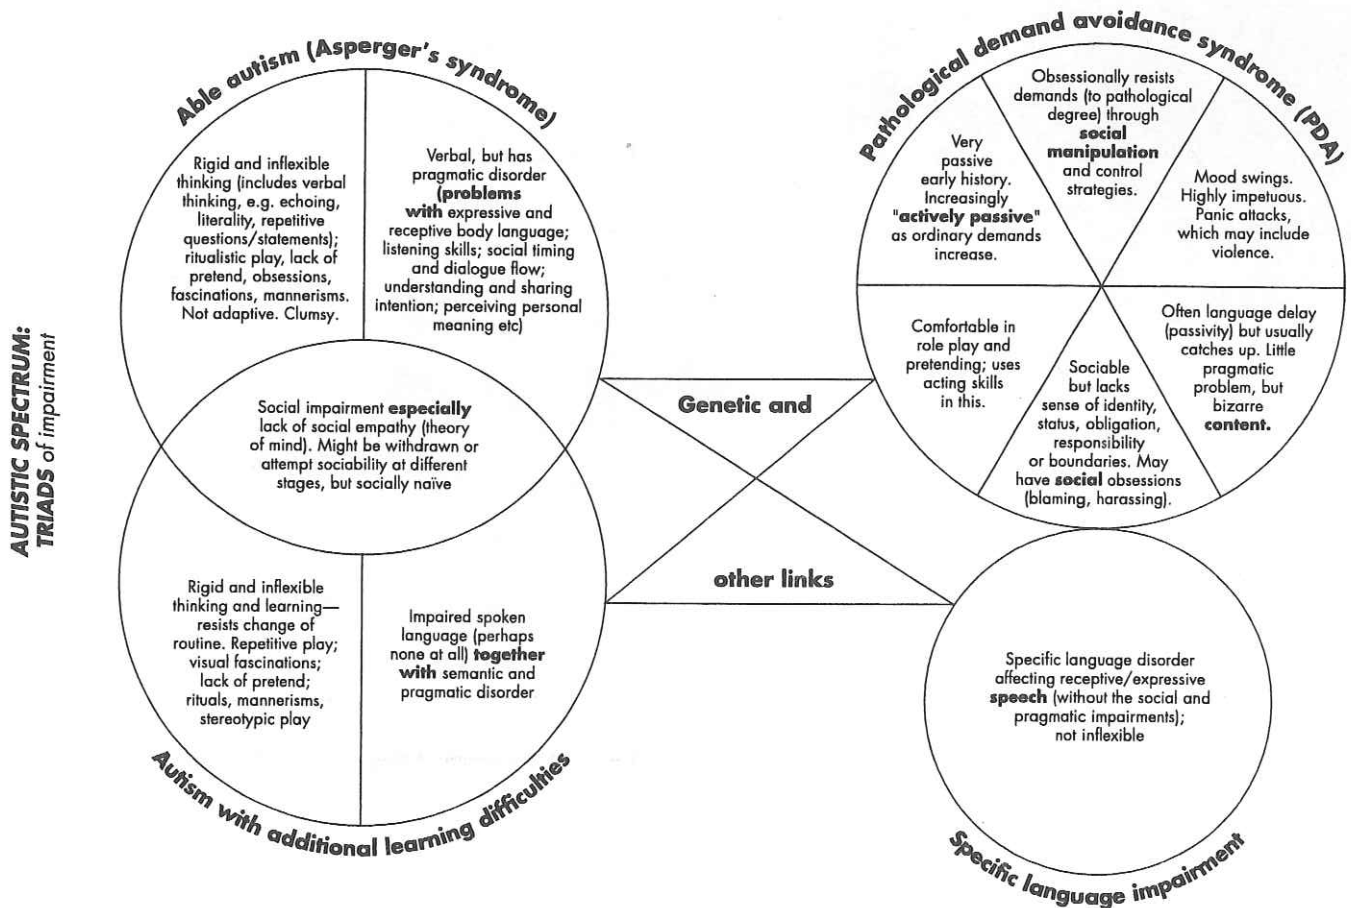 AUTISTIC SPECTRUM:
TRIADS of impairment
Able autism (Asperger's syndrome)
Rigid and inflexible
thinking (includes verbal
thinking, e.g. echoing,
literality, repetitive
questions/statements);
ritualistic play, lack of
pretend, obsessions,
fascinations, mannerisms.
Not adaptive. Clumsy.
Verbal, but has
pragmatic disorder
(problems
with expressive and
receptive body language;
listening skills; social timing
and dialogue flow;
understanding and sharing
intention; perceiving personal
meaning etc)
Social impairment especially
lack of social empathy (theory
of mind). Might be withdrawn or
attempt sociability at different
stages, but socially naïve
Rigid and inflexible
thinking and learning—
resists change of
routine. Repetitive play;
visual fascinations;
lack of pretend;
rituals, mannerisms,
stereotypic play
Impaired spoken
language (perhaps
none at all) together
with semantic and
pragmatic disorder
Autism with additional learning difficulties
Genetic and
other links
Pathological demand avoidance syndrome (PDA)
Very
passive
early history.
Increasingly
"actively passive"
as ordinary demands
increase.
Obsessionally resists
demands (to pathological
degree) through
social
manipulation
and control
strategies.
Mood swings.
Highly impetuous.
Panic attacks,
which may include
violence.
Comfortable in
role play and
pretending; uses
acting skills
in this.
Sociable
but lacks
sense of identity,
status, obligation,
responsibility
or boundaries. May
have social obsessions
(blaming, harassing).
Often language delay
(passivity) but usually
catches up. Little
pragmatic
problem, but
bizarre
content.
Specific language disorder
affecting receptive/expressive
speech (without the social and
pragmatic impairments);
not inflexible
Specific language impairment